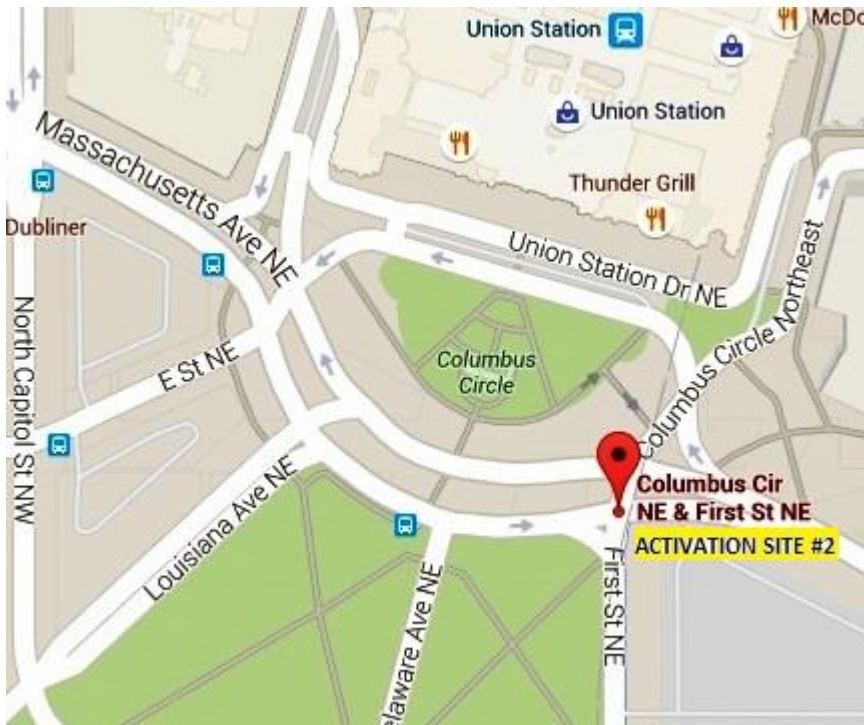 Union Station
McDo
Union Station
Massachusetts Ave NE
Thunder Grill
Dubliner
Union Station Dr NE
North Capitol St NW
E St NE
Columbus
Circle
Columbus Circle Northeast
Louisiana Ave NE
Columbus Cir
NE & First St NE
ACTIVATION SITE #2
First St NE
elaware Ave NE